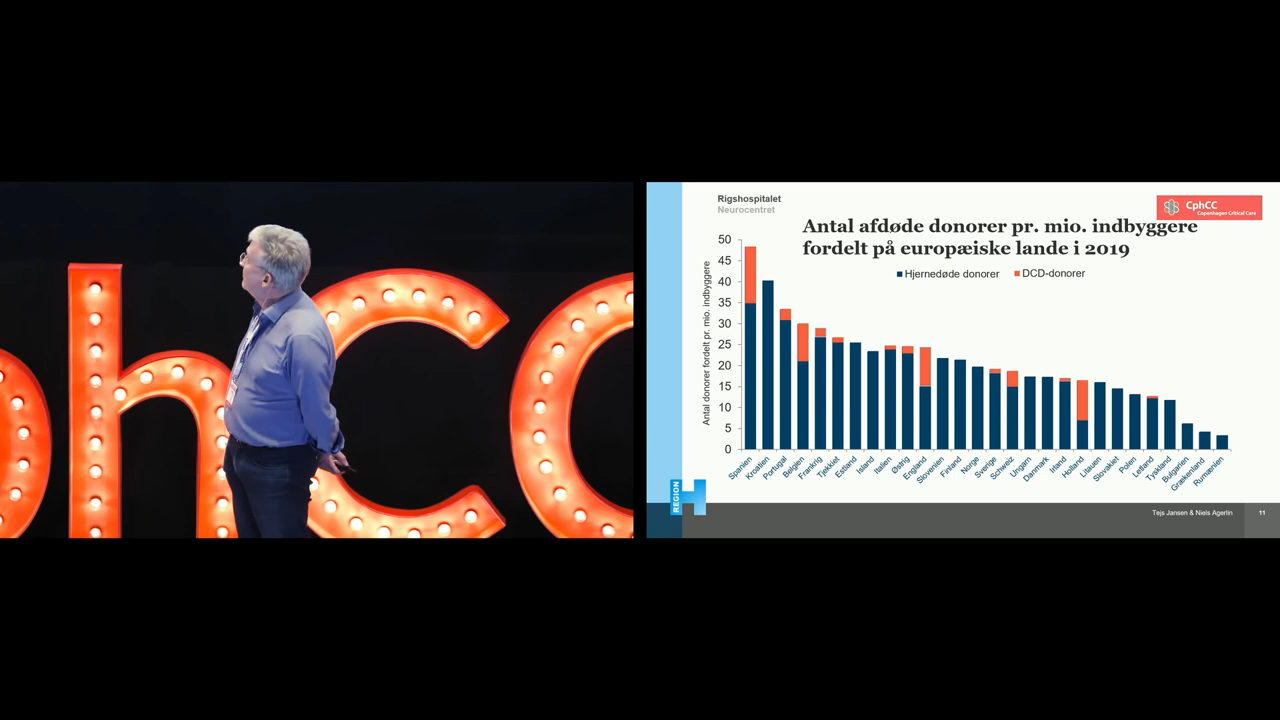 phCC
Rigshospitalet
Neurocentret
CphCC
Copenhagen Critical Care
Antal afdøde donorer pr. mio. indbyggere
fordelt på europæiske lande i 2019
Hjernedøde donorer
DCD-donorer
Antal donorer fordelt pr. mio. indbyggere
50
45
40
35
30
25
20
15
10
5
0
Spanien
Kroatien
Portugal
Belgien
Frankrig
Tjekkiet
Estland
Island
Italien
Østrig
England
Slovenien
Finland
Norge
Sverige
Schweiz
Ungarn
Danmark
Irland
Holland
Litauen
Slovakiet
Polen
Letland
Tyskland
Bulgarien
Grækenland
Rumænien
REGION
H
Tejs Jansen & Niels Agerlin
11